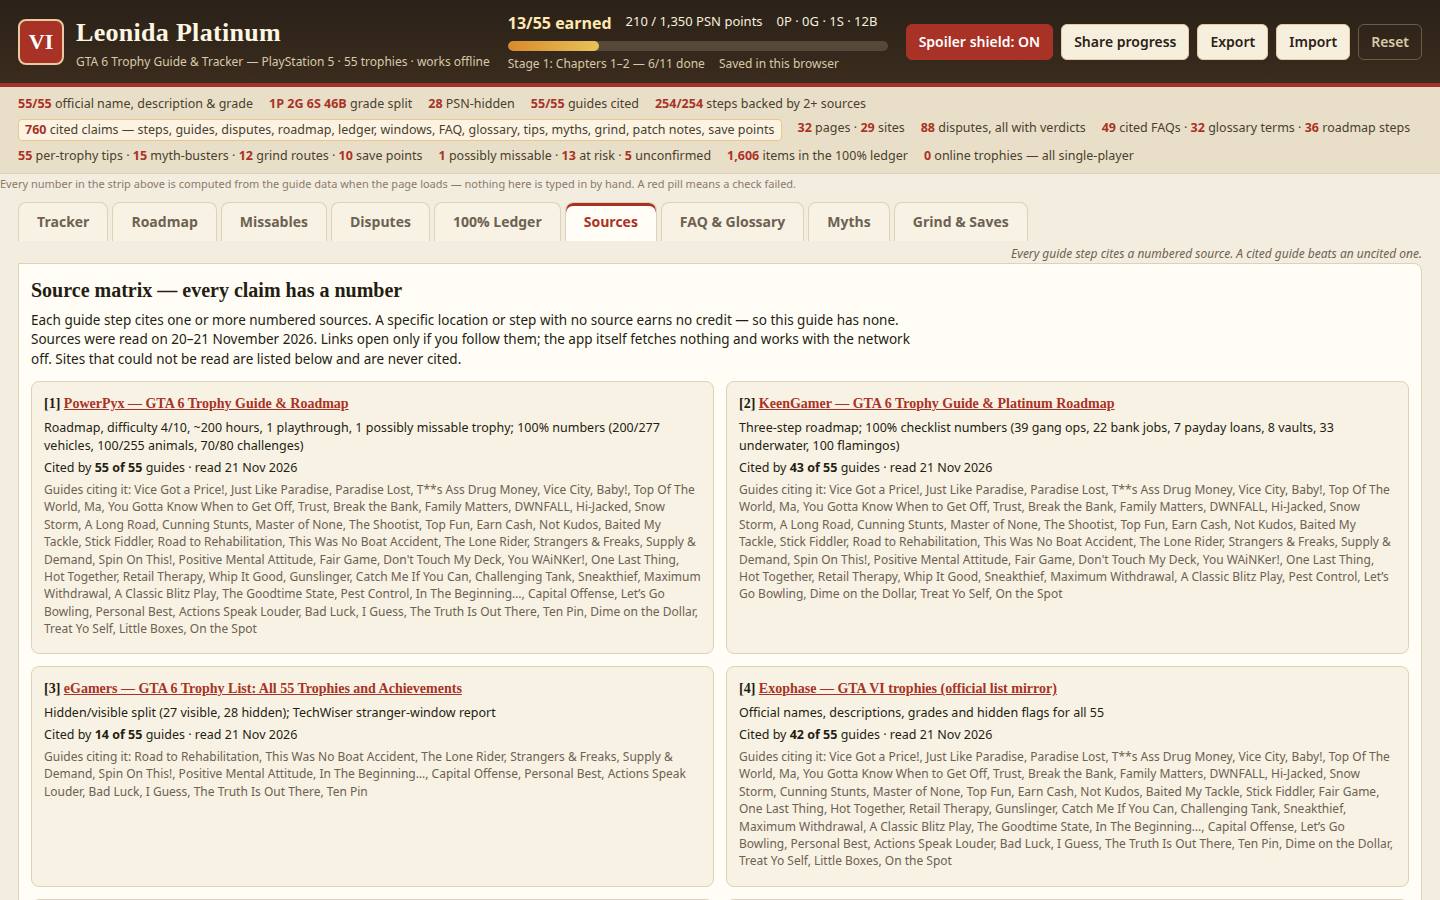 VI
Leonida Platinum
GTA 6 Trophy Guide & Tracker — PlayStation 5 · 55 trophies · works offline
13/55 earned 210 / 1,350 PSN points 0P · 0G · 1S · 12B
Stage 1: Chapters 1–2 — 6/11 done Saved in this browser
Spoiler shield: ON Share progress Export Import Reset
55/55 official name, description & grade 1P 2G 6S 46B grade split 28 PSN-hidden 55/55 guides cited 254/254 steps backed by 2+ sources
760 cited claims — steps, guides, disputes, roadmap, ledger, windows, FAQ, glossary, tips, myths, grind, patch notes, save points 32 pages · 29 sites 88 disputes, all with verdicts 49 cited FAQs · 32 glossary terms · 36 roadmap steps
55 per-trophy tips · 15 myth-busters · 12 grind routes · 10 save points 1 possibly missable · 13 at risk · 5 unconfirmed 1,606 items in the 100% ledger 0 online trophies — all single-player
Every number in the strip above is computed from the guide data when the page loads — nothing here is typed in by hand. A red pill means a check failed.
Tracker Roadmap Missables Disputes 100% Ledger Sources FAQ & Glossary Myths Grind & Saves
Every guide step cites a numbered source. A cited guide beats an uncited one.
Source matrix — every claim has a number
Each guide step cites one or more numbered sources. A specific location or step with no source earns no credit — so this guide has none.
Sources were read on 20–21 November 2026. Links open only if you follow them; the app itself fetches nothing and works with the network
off. Sites that could not be read are listed below and are never cited.
[1] PowerPyx — GTA 6 Trophy Guide & Roadmap
Roadmap, difficulty 4/10, ~200 hours, 1 playthrough, 1 possibly missable trophy; 100% numbers (200/277
vehicles, 100/255 animals, 70/80 challenges)
Cited by 55 of 55 guides · read 21 Nov 2026
Guides citing it: Vice Got a Price!, Just Like Paradise, Paradise Lost, T**s Ass Drug Money, Vice City, Baby!, Top Of The
World, Ma, You Gotta Know When to Get Off, Trust, Break the Bank, Family Matters, DWNFALL, Hi-Jacked, Snow
Storm, A Long Road, Cunning Stunts, Master of None, The Shootist, Top Fun, Earn Cash, Not Kudos, Baited My
Tackle, Stick Fiddler, Road to Rehabilitation, This Was No Boat Accident, The Lone Rider, Strangers & Freaks, Supply &
Demand, Spin On This!, Positive Mental Attitude, Fair Game, Don't Touch My Deck, You WAiNKer!, One Last Thing,
Hot Together, Retail Therapy, Whip It Good, Gunslinger, Catch Me If You Can, Challenging Tank, Sneakthief, Maximum
Withdrawal, A Classic Blitz Play, The Goodtime State, Pest Control, In The Beginning…, Capital Offense, Let’s Go
Bowling, Personal Best, Actions Speak Louder, Bad Luck, I Guess, The Truth Is Out There, Ten Pin, Dime on the Dollar,
Treat Yo Self, Little Boxes, On the Spot
[2] KeenGamer — GTA 6 Trophy Guide & Platinum Roadmap
Three-step roadmap; 100% checklist numbers (39 gang ops, 22 bank jobs, 7 payday loans, 8 vaults, 33
underwater, 100 flamingos)
Cited by 43 of 55 guides · read 21 Nov 2026
Guides citing it: Vice Got a Price!, Just Like Paradise, Paradise Lost, T**s Ass Drug Money, Vice City, Baby!, Top Of The
World, Ma, You Gotta Know When to Get Off, Trust, Break the Bank, Family Matters, DWNFALL, Hi-Jacked, Snow
Storm, A Long Road, Cunning Stunts, Master of None, The Shootist, Top Fun, Earn Cash, Not Kudos, Baited My
Tackle, Stick Fiddler, Road to Rehabilitation, This Was No Boat Accident, The Lone Rider, Strangers & Freaks, Supply &
Demand, Spin On This!, Positive Mental Attitude, Fair Game, Don't Touch My Deck, You WAiNKer!, One Last Thing,
Hot Together, Retail Therapy, Whip It Good, Sneakthief, Maximum Withdrawal, A Classic Blitz Play, Pest Control, Let’s
Go Bowling, Dime on the Dollar, Treat Yo Self, On the Spot
[3] eGamers — GTA 6 Trophy List: All 55 Trophies and Achievements
Hidden/visible split (27 visible, 28 hidden); TechWiser stranger-window report
Cited by 14 of 55 guides · read 21 Nov 2026
Guides citing it: Road to Rehabilitation, This Was No Boat Accident, The Lone Rider, Strangers & Freaks, Supply &
Demand, Spin On This!, Positive Mental Attitude, In The Beginning…, Capital Offense, Personal Best, Actions Speak
Louder, Bad Luck, I Guess, The Truth Is Out There, Ten Pin
[4] Exophase — GTA VI trophies (official list mirror)
Official names, descriptions, grades and hidden flags for all 55
Cited by 42 of 55 guides · read 21 Nov 2026
Guides citing it: Vice Got a Price!, Just Like Paradise, Paradise Lost, T**s Ass Drug Money, Vice City, Baby!, Top Of The
World, Ma, You Gotta Know When to Get Off, Trust, Break the Bank, Family Matters, DWNFALL, Hi-Jacked, Snow
Storm, Cunning Stunts, Master of None, Top Fun, Earn Cash, Not Kudos, Baited My Tackle, Stick Fiddler, Fair Game,
One Last Thing, Hot Together, Retail Therapy, Gunslinger, Catch Me If You Can, Challenging Tank, Sneakthief,
Maximum Withdrawal, A Classic Blitz Play, The Goodtime State, In The Beginning…, Capital Offense, Let’s Go
Bowling, Personal Best, Actions Speak Louder, Bad Luck, I Guess, The Truth Is Out There, Ten Pin, Dime on the Dollar,
Treat Yo Self, Little Boxes, On the Spot